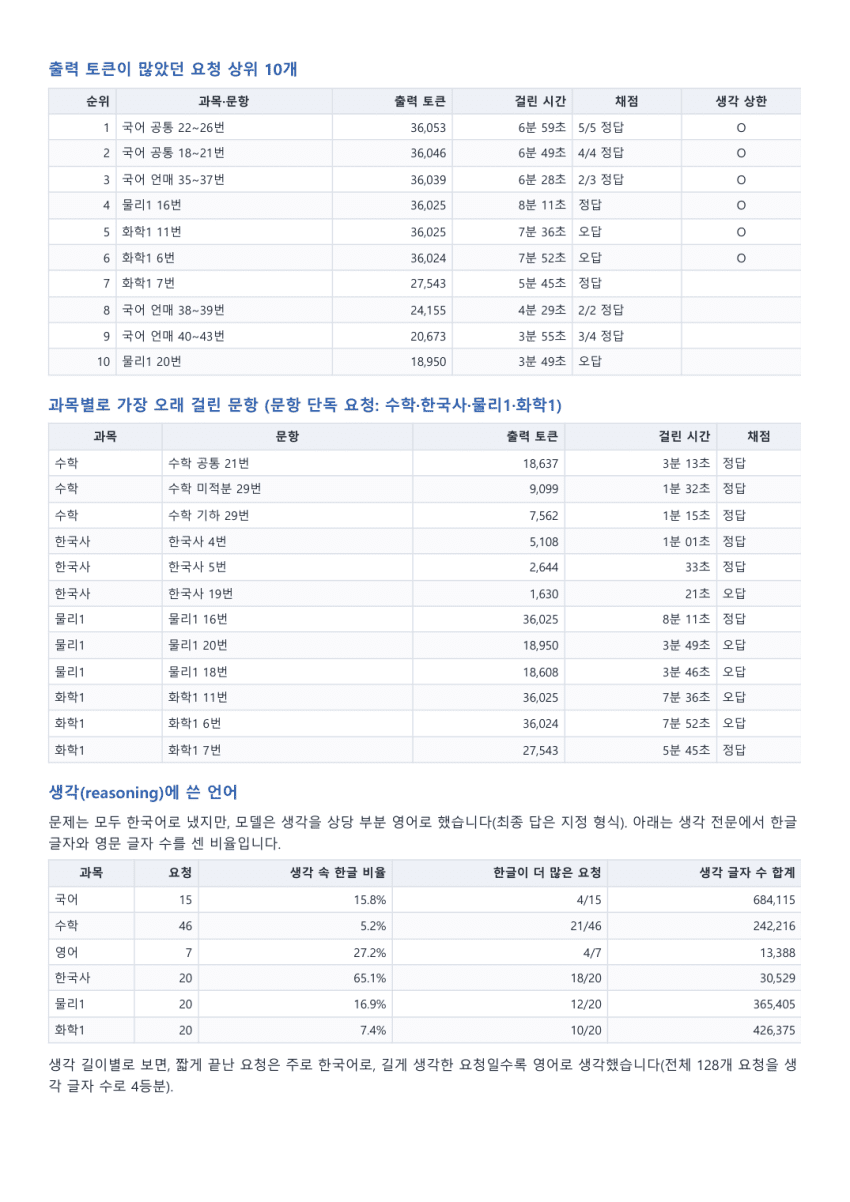 출력 토큰이 많았던 요청 상위 10개
순위 과목·문항 출력 토큰 걸린 시간 채점 생각 상한
1 국어 공통 22~26번 36,053 6분 59초 5/5 정답 O
2 국어 공통 18~21번 36,046 6분 49초 4/4 정답 O
3 국어 언매 35~37번 36,039 6분 28초 2/3 정답 O
4 물리1 16번 36,025 8분 11초 정답 O
5 화학1 11번 36,025 7분 36초 오답 O
6 화학1 6번 36,024 7분 52초 오답 O
7 화학1 7번 27,543 5분 45초 정답
8 국어 언매 38~39번 24,155 4분 29초 2/2 정답
9 국어 언매 40~43번 20,673 3분 55초 3/4 정답
10 물리1 20번 18,950 3분 49초 오답
과목별로 가장 오래 걸린 문항 (문항 단독 요청: 수학·한국사·물리1·화학1)
과목 문항 출력 토큰 걸린 시간 채점
수학 수학 공통 21번 18,637 3분 13초 정답
수학 수학 미적분 29번 9,099 1분 32초 정답
수학 수학 기하 29번 7,562 1분 15초 정답
한국사 한국사 4번 5,108 1분 01초 정답
한국사 한국사 5번 2,644 33초 정답
한국사 한국사 19번 1,630 21초 오답
물리1 물리1 16번 36,025 8분 11초 정답
물리1 물리1 20번 18,950 3분 49초 오답
물리1 물리1 18번 18,608 3분 46초 오답
화학1 화학1 11번 36,025 7분 36초 오답
화학1 화학1 6번 36,024 7분 52초 오답
화학1 화학1 7번 27,543 5분 45초 정답
생각(reasoning)에 쓴 언어
문제는 모두 한국어로 냈지만, 모델은 생각을 상당 부분 영어로 했습니다(최종 답은 지정 형식). 아래는 생각 전문에서 한글
글자와 영문 글자 수를 센 비율입니다.
과목 요청 생각 속 한글 비율 한글이 더 많은 요청 생각 글자 수 합계
국어 15 15.8% 4/15 684,115
수학 46 5.2% 21/46 242,216
영어 7 27.2% 4/7 13,388
한국사 20 65.1% 18/20 30,529
물리1 20 16.9% 12/20 365,405
화학1 20 7.4% 10/20 426,375
생각 길이별로 보면, 짧게 끝난 요청은 주로 한국어로, 길게 생각한 요청일수록 영어로 생각했습니다(전체 128개 요청을 생
각 글자 수로 4등분).